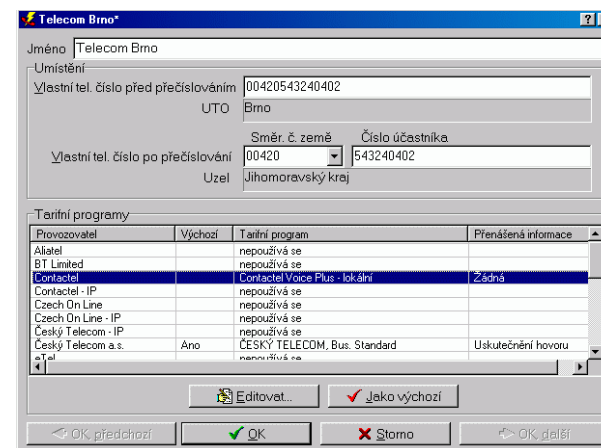 Telecom Brno*
Jméno Telecom Brno
Umístění
Vlastní tel. číslo před přečíslováním 00420543240402
UTO Brno
Směr. č. země Číslo účastníka
Vlastní tel. číslo po přečíslování 00420 543240402
Uzel Jihomoravský kraj
Tarifní programy
Provozovatel Výchozí Tarifní program Přenášená informace
Aliatel nepoužívá se
BT Limited nepoužívá se
Contactel Contactel Voice Plus - lokální Žádná
Contactel - IP nepoužívá se
Czech On Line nepoužívá se
Czech On Line - IP nepoužívá se
Český Telecom - IP nepoužívá se
Český Telecom a.s. Ano ČESKÝ TELECOM, Bus. Standard Uskutečnění hovoru
eTel nepoužívá se
Editovat... Jako výchozí
OK, předchozí OK Storno OK, další